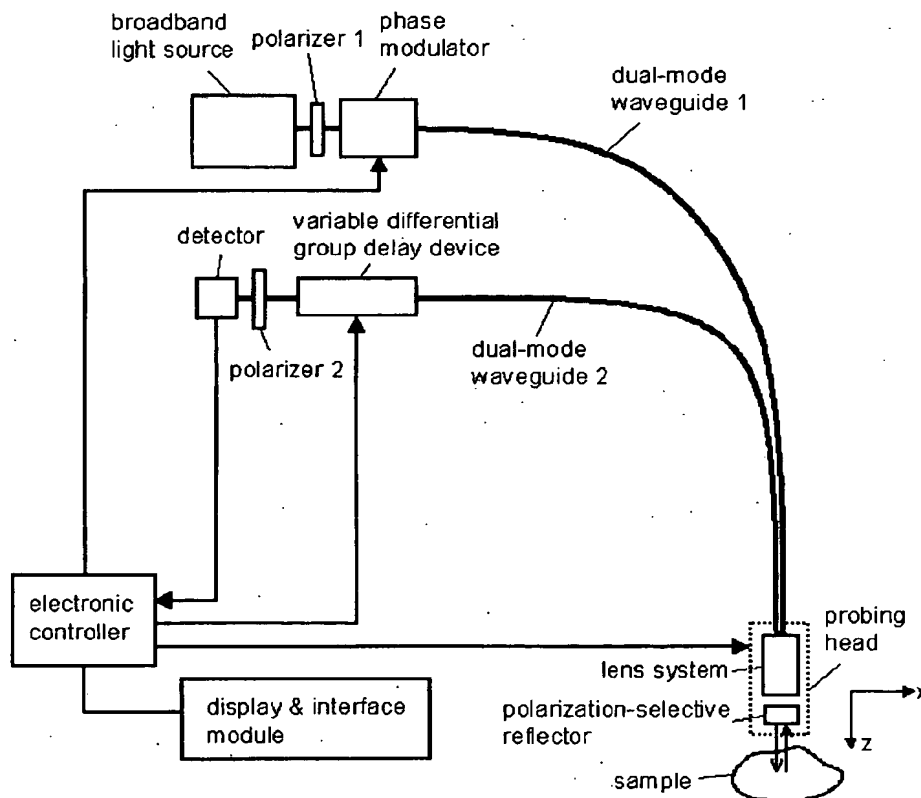 broadband
light source
polarizer 1
phase
modulator
dual-mode
waveguide 1
detector
variable differential
group delay device
polarizer 2
dual-mode
waveguide 2
electronic
controller
probing
head
lens system
x
display & interface
module
polarization-selective
reflector
z
sample